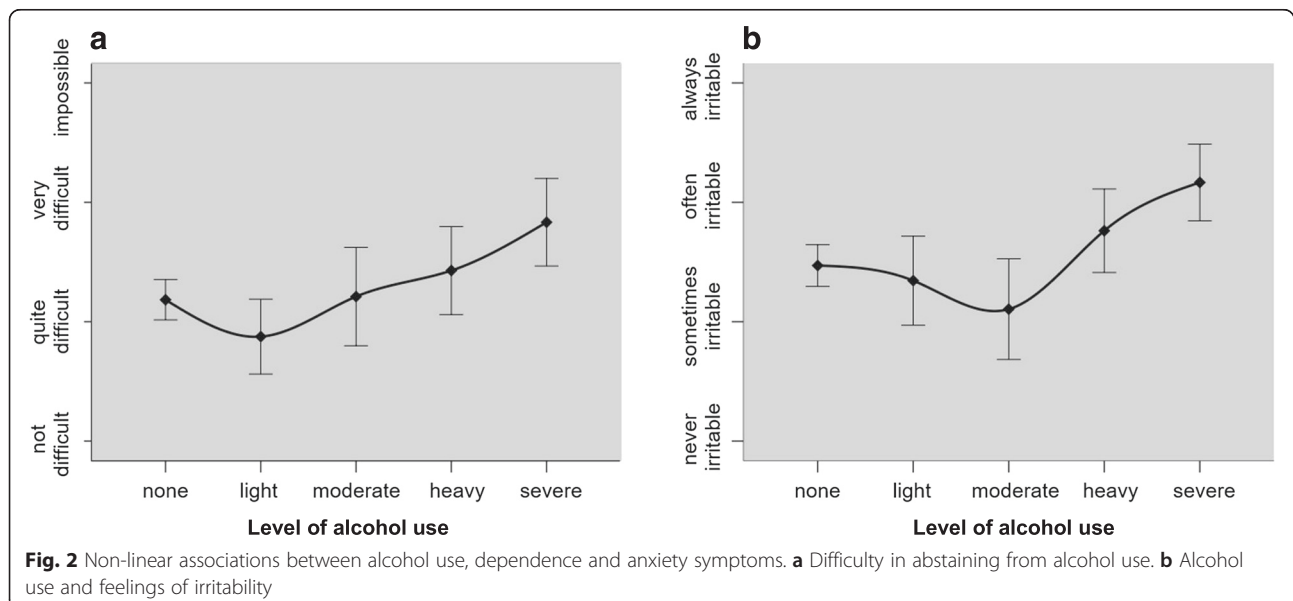 a
impossible
very
difficult
quite
difficult
not
difficult
none light moderate heavy severe
Level of alcohol use
b
always
irritable
often
irritable
sometimes
irritable
never
irritable
none light moderate heavy severe
Level of alcohol use
Fig. 2 Non-linear associations between alcohol use, dependence and anxiety symptoms. a Difficulty in abstaining from alcohol use. b Alcohol
use and feelings of irritability